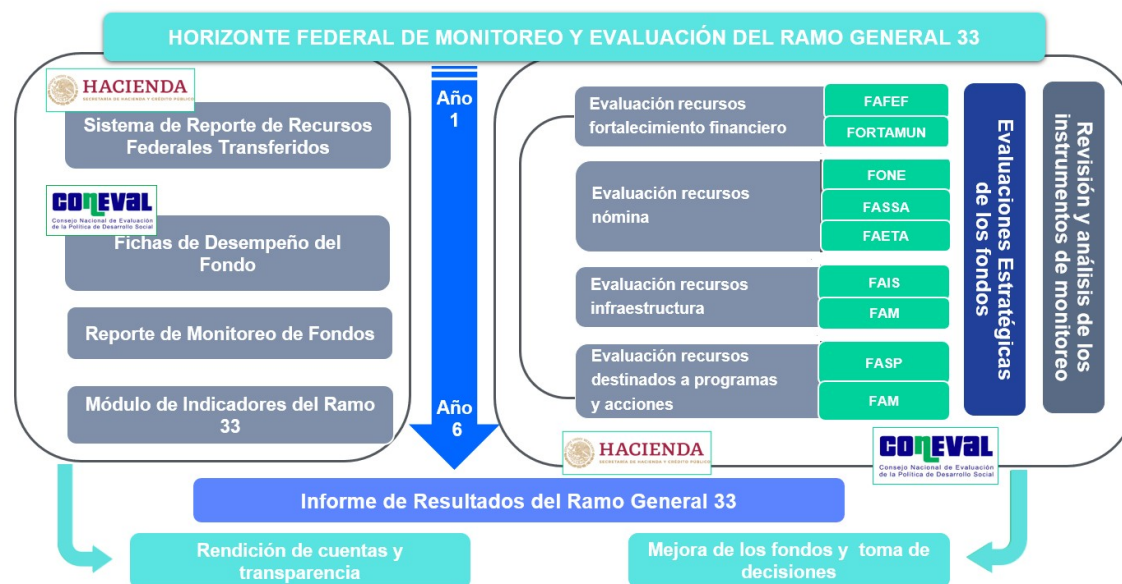 HORIZONTE FEDERAL DE MONITOREO Y EVALUACIÓN DEL RAMO GENERAL 33
HACIENDA
SECRETARÍA DE HACIENDA Y CRÉDITO PÚBLICO
Sistema de Reporte de Recursos
Federales Transferidos
CONEVAL
Consejo Nacional de Evaluación
de la Política de Desarrollo Social
Fichas de Desempeño del
Fondo
Reporte de Monitoreo de Fondos
Módulo de Indicadores del Ramo
33
Año
1
Año
6
Evaluación recursos
fortalecimiento financiero
FAFEF
FORTAMUN
Evaluación recursos
nómina
FONE
FASSA
FAETA
Evaluación recursos
infraestructura
FAIS
FAM
Evaluación recursos
destinados a programas
y acciones
FASP
FAM
Evaluaciones Estratégicas
de los fondos
Revisión y análisis de los
instrumentos de monitoreo
HACIENDA
SECRETARÍA DE HACIENDA Y CRÉDITO PÚBLICO
CONEVAL
Consejo Nacional de Evaluación
de la Política de Desarrollo Social
Informe de Resultados del Ramo General 33
Rendición de cuentas y
transparencia
Mejora de los fondos y toma de
decisiones